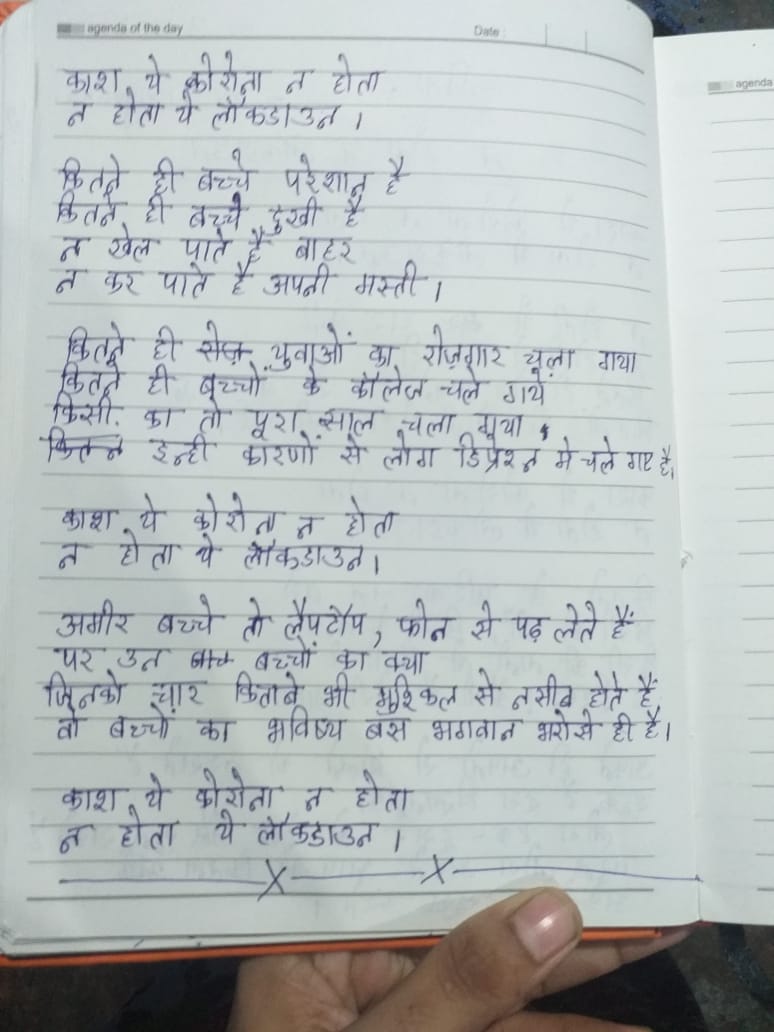 agenda of the day
Date :
agenda
काश ये कोरोना न होता
न होता ये लॉकडाउन।
कितने ही बच्चे परेशान है
कितने ही बच्चे दुखी है
न खेल पाते है बाहर
न कर पाते है अपनी मस्ती।
कितने ही युवाओं का रोज़गार चला गया
कितने ही बच्चों के कॉलेज चले गये
किसी का तो पूरा साल चला गया
इन्ही कारणों से लोग डिप्रेशन मे चले गए है।
काश ये कोरोना न होता
न होता ये लॉकडाउन।
अमीर बच्चे तो लैपटॉप, फोन से पढ़ लेते हैं
पर उन बच्चों का क्या
जिनको चार किताबे भी मुश्किल से नसीब होते हैं
वो बच्चों का भविष्य बस भगवान भरोसे ही है।
काश ये कोरोना न होता
न होता ये लॉकडाउन।